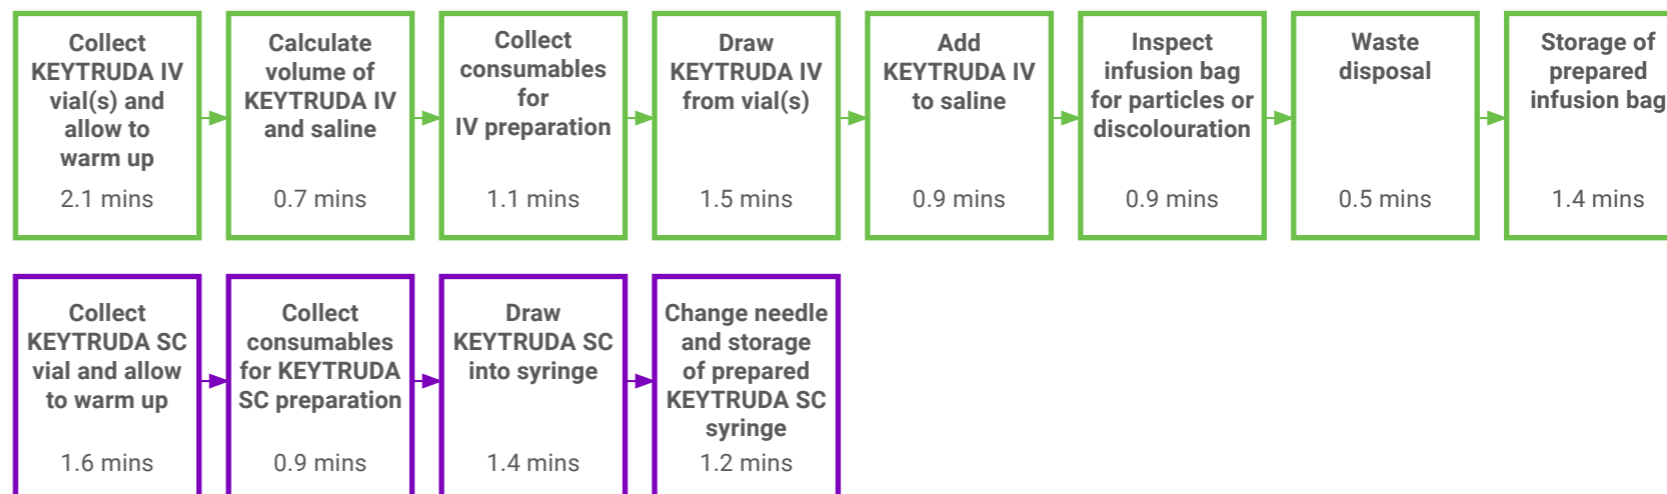 Collect
KEYTRUDA IV
vial(s) and
allow to
warm up
2.1 mins
Calculate
volume of
KEYTRUDA IV
and saline
0.7 mins
Collect
consumables
for
IV preparation
1.1 mins
Draw
KEYTRUDA IV
from vial(s)
1.5 mins
Add
KEYTRUDA IV
to saline
0.9 mins
Inspect
infusion bag
for particles or
discolouration
0.9 mins
Waste
disposal
0.5 mins
Storage of
prepared
infusion bag
1.4 mins
Collect
KEYTRUDA SC
vial and allow
to warm up
1.6 mins
Collect
consumables
for KEYTRUDA
SC preparation
0.9 mins
Draw
KEYTRUDA SC
into syringe
1.4 mins
Change needle
and storage
of prepared
KEYTRUDA SC
syringe
1.2 mins